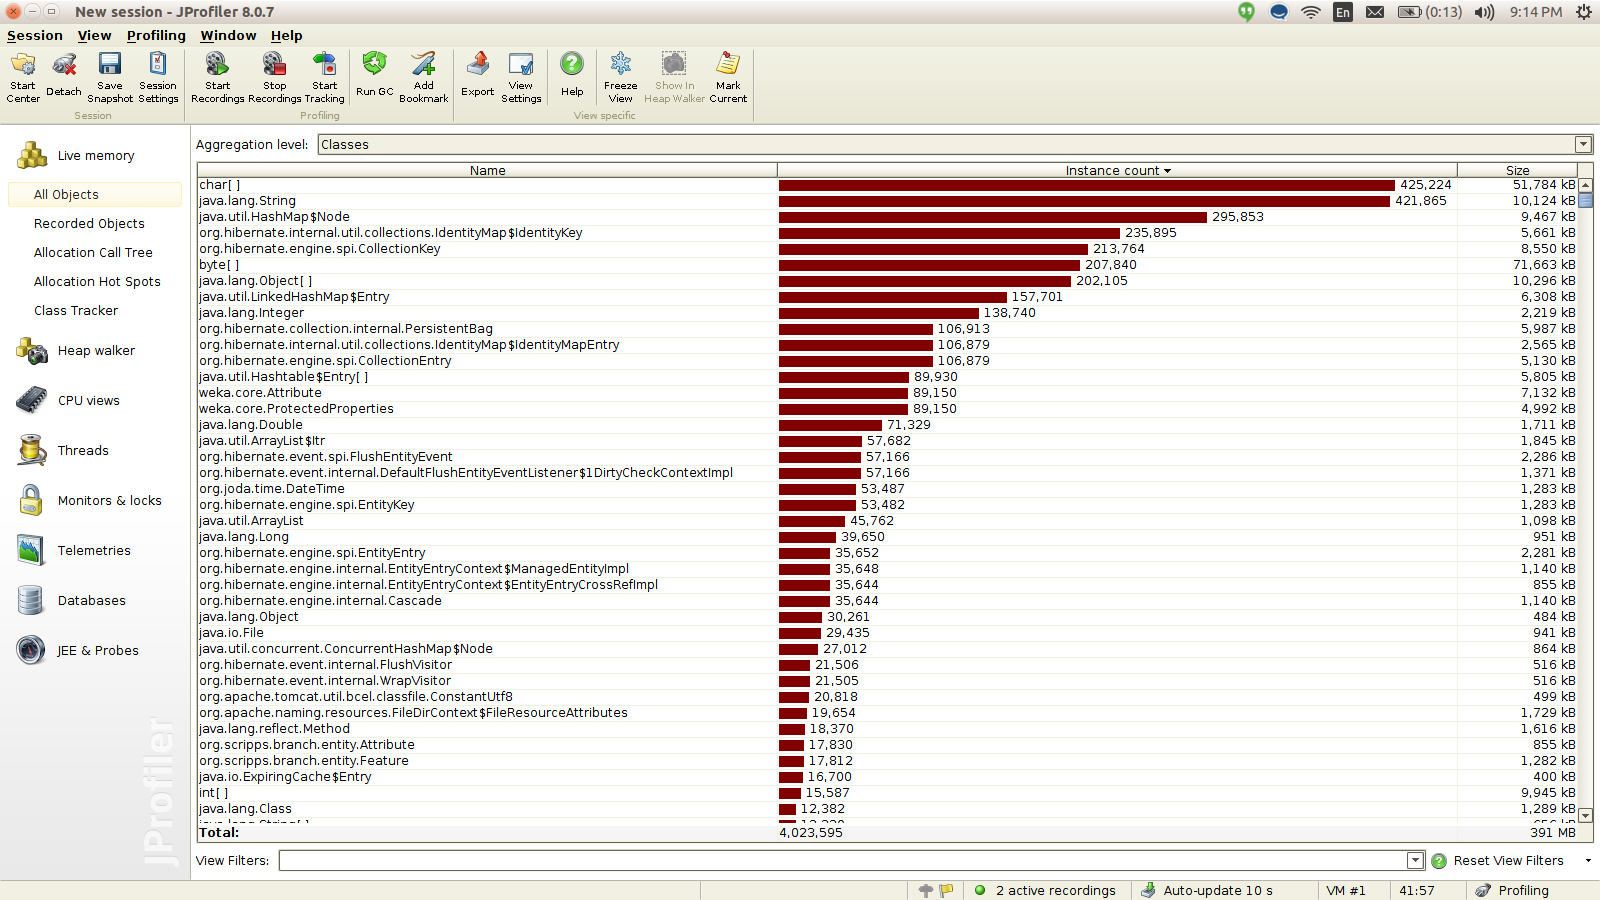 New session - JProfiler 8.0.7
En (0:13) 9:14 PM
Session View Profiling Window Help
Start Center Detach Save Snapshot Session Settings Start Recordings Stop Recordings Start Tracking Run GC Add Bookmark Export View Settings Help Freeze View Show In Heap Walker Mark Current
Session Profiling View specific
Live memory
All Objects
Recorded Objects
Allocation Call Tree
Allocation Hot Spots
Class Tracker
Heap walker
CPU views
Threads
Monitors & locks
Telemetries
Databases
JEE & Probes
JProfiler
Aggregation level: Classes
Name Instance count Size
char[ ] 425,224 51,784 kB
java.lang.String 421,865 10,124 kB
java.util.HashMap$Node 295,853 9,467 kB
org.hibernate.internal.util.collections.IdentityMap$IdentityKey 235,895 5,661 kB
org.hibernate.engine.spi.CollectionKey 213,764 8,550 kB
byte[ ] 207,840 71,663 kB
java.lang.Object[ ] 202,105 10,296 kB
java.util.LinkedHashMap$Entry 157,701 6,308 kB
java.lang.Integer 138,740 2,219 kB
org.hibernate.collection.internal.PersistentBag 106,913 5,987 kB
org.hibernate.internal.util.collections.IdentityMap$IdentityMapEntry 106,879 2,565 kB
org.hibernate.engine.spi.CollectionEntry 106,879 5,130 kB
java.util.Hashtable$Entry[ ] 89,930 5,805 kB
weka.core.Attribute 89,150 7,132 kB
weka.core.ProtectedProperties 89,150 4,992 kB
java.lang.Double 71,329 1,711 kB
java.util.ArrayList$Itr 57,682 1,845 kB
org.hibernate.event.spi.FlushEntityEvent 57,166 2,286 kB
org.hibernate.event.internal.DefaultFlushEntityEventListener$1DirtyCheckContextImpl 57,166 1,371 kB
org.joda.time.DateTime 53,487 1,283 kB
org.hibernate.engine.spi.EntityKey 53,482 1,283 kB
java.util.ArrayList 45,762 1,098 kB
java.lang.Long 39,650 951 kB
org.hibernate.engine.spi.EntityEntry 35,652 2,281 kB
org.hibernate.engine.internal.EntityEntryContext$ManagedEntityImpl 35,648 1,140 kB
org.hibernate.engine.internal.EntityEntryContext$EntityEntryCrossRefImpl 35,644 855 kB
org.hibernate.engine.internal.Cascade 35,644 1,140 kB
java.lang.Object 30,261 484 kB
java.io.File 29,435 941 kB
java.util.concurrent.ConcurrentHashMap$Node 27,012 864 kB
org.hibernate.event.internal.FlushVisitor 21,506 516 kB
org.hibernate.event.internal.WrapVisitor 21,505 516 kB
org.apache.tomcat.util.bcel.classfile.ConstantUtf8 20,818 499 kB
org.apache.naming.resources.FileDirContext$FileResourceAttributes 19,654 1,729 kB
java.lang.reflect.Method 18,370 1,616 kB
org.scripps.branch.entity.Attribute 17,830 855 kB
org.scripps.branch.entity.Feature 17,812 1,282 kB
java.io.ExpiringCache$Entry 16,700 400 kB
int[ ] 15,587 9,945 kB
java.lang.Class 12,382 1,289 kB
Total: 4,023,595 391 MB
View Filters: Reset View Filters
2 active recordings Auto-update 10 s VM #1 41:57 Profiling